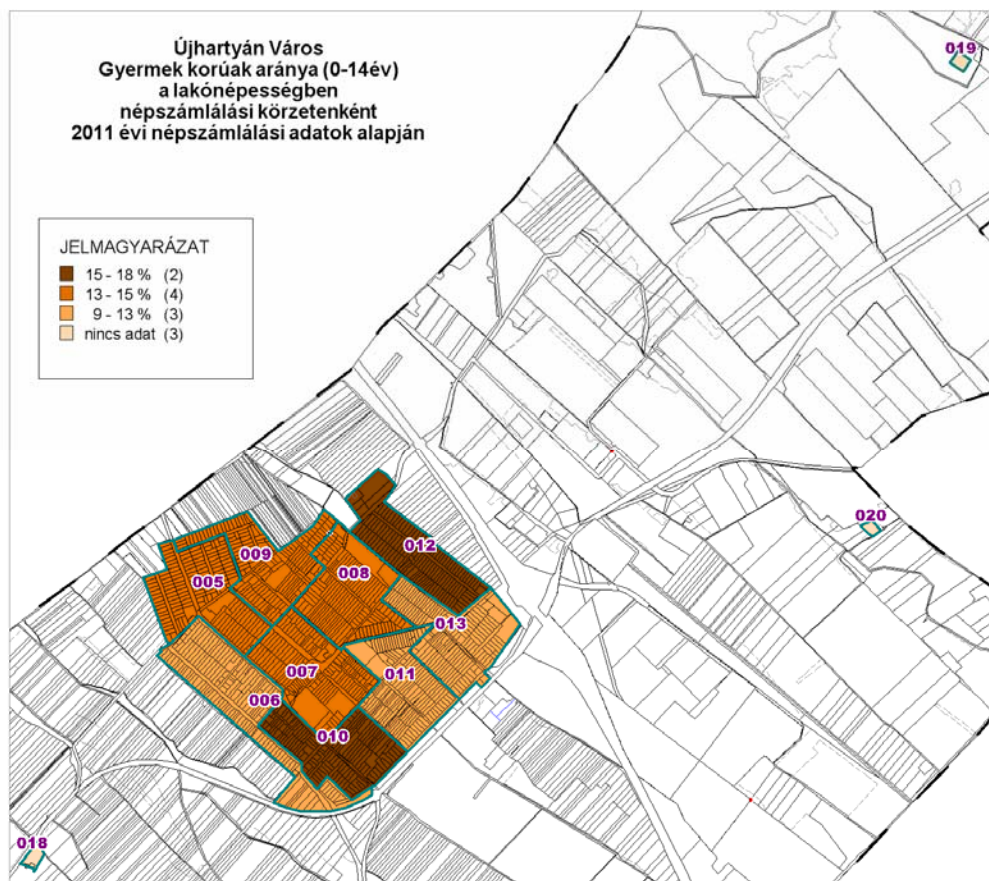 Újhartyán Város
Gyermek korúak aránya (0-14év)
a lakónépességben
népszámlálási körzetenként
2011 évi népszámlálási adatok alapján
JELMAGYARÁZAT
15 - 18 % (2)
13 - 15 % (4)
9 - 13 % (3)
nincs adat (3)
019
020
012
009
005
008
013
011
007
006
010
018